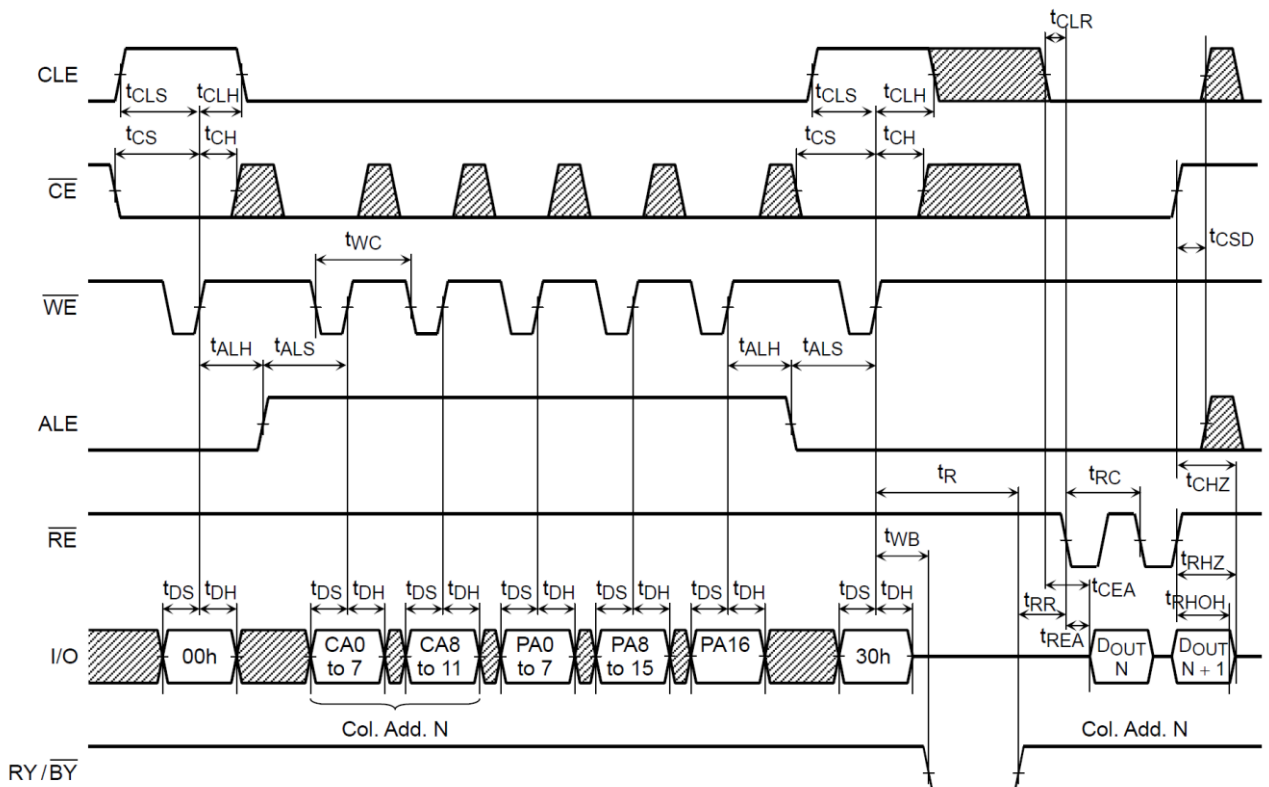 tCLR
CLE
tCLS tCLH tCLS tCLH
tCS tCH tCS tCH
CE
tCSD
tWC
WE
tALH tALS tALH tALS
ALE
tR tRC tCHZ
RE
tWB tRHZ
tDS tDH tDS tDH tDS tDH tDS tDH tDS tDH tDS tDH tDS tDH tRR tCEA tRHOH
tREA
I/O 00h CA0 to 7 CA8 to 11 PA0 to 7 PA8 to 15 PA16 30h DOUT N DOUT N + 1
Col. Add. N Col. Add. N
RY / BY